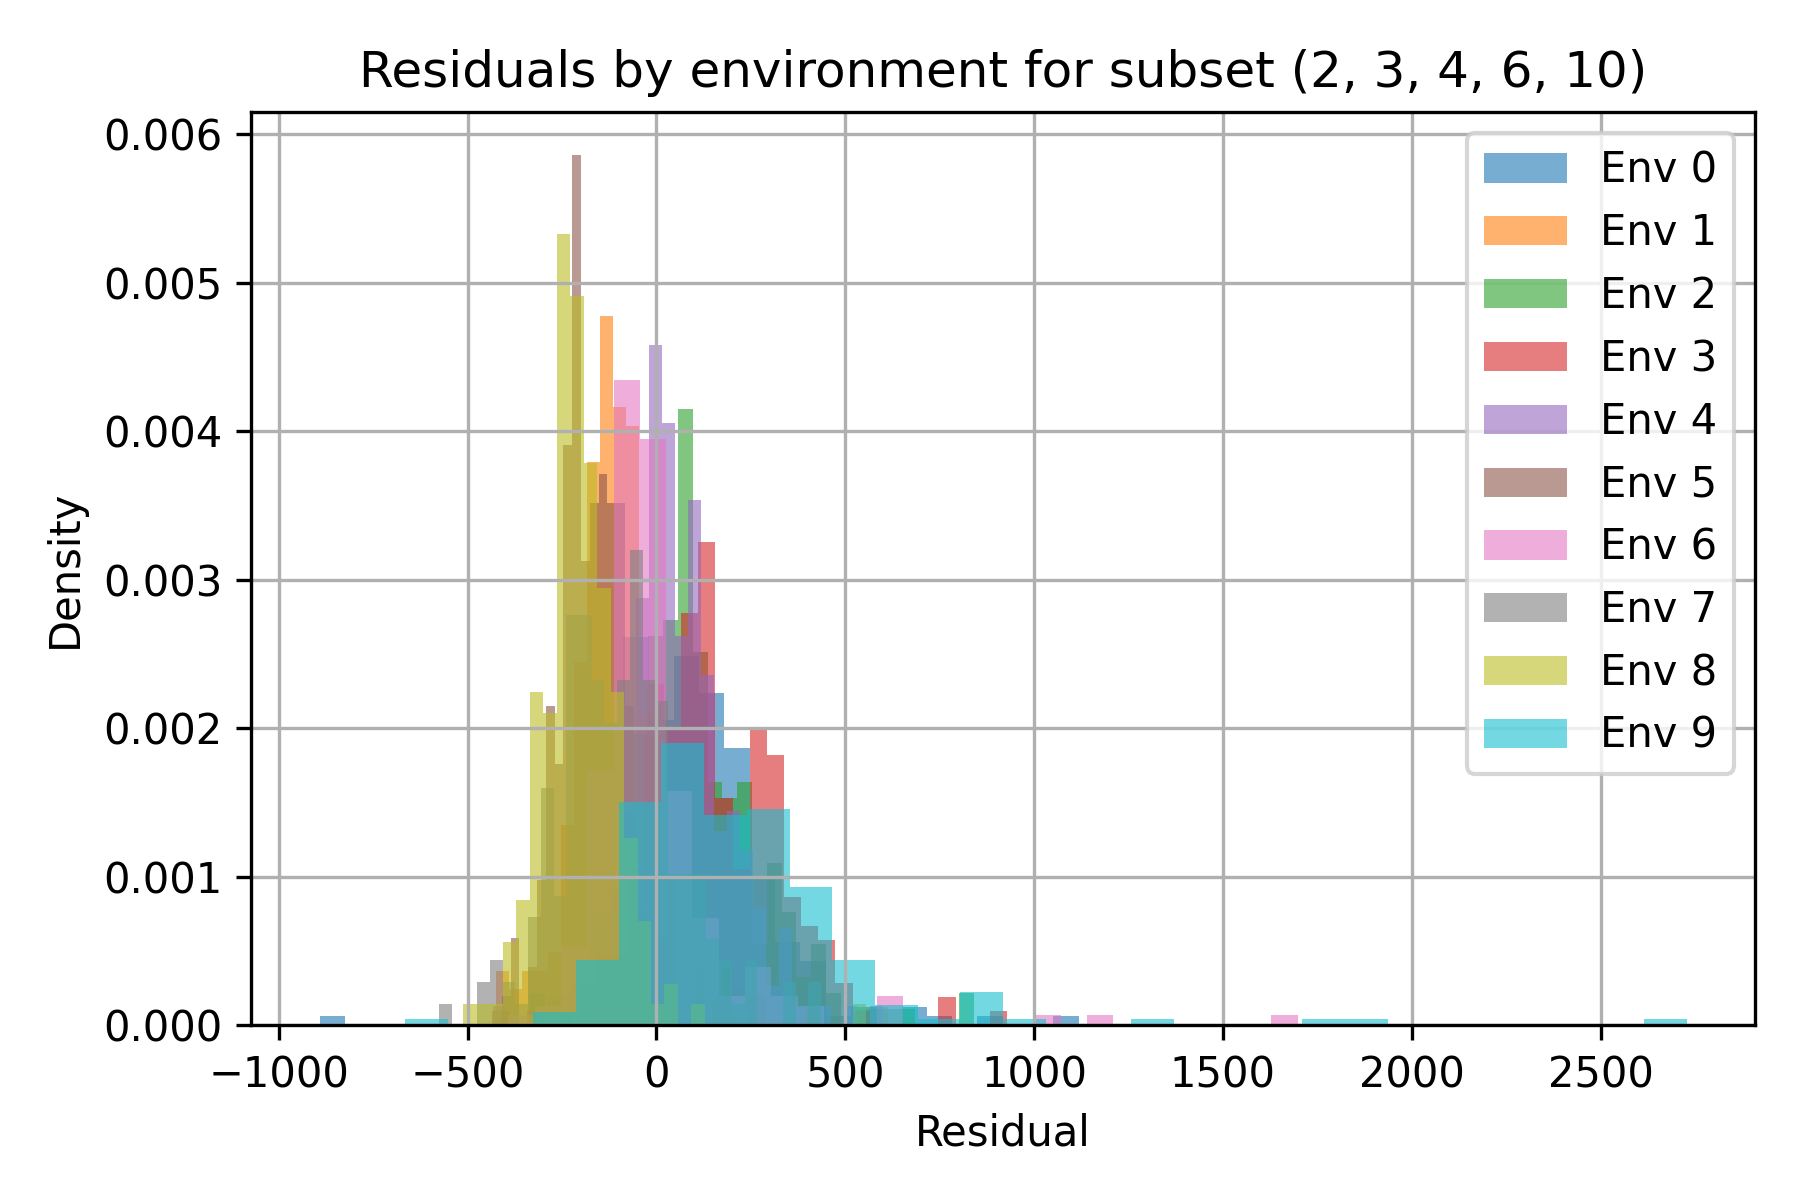 Residuals by environment for subset (2, 3, 4, 6, 10)
0.006
0.005
0.004
0.003
0.002
0.001
0.000
Density
−1000
−500
0
500
1000
1500
2000
2500
Residual
Env 0
Env 1
Env 2
Env 3
Env 4
Env 5
Env 6
Env 7
Env 8
Env 9